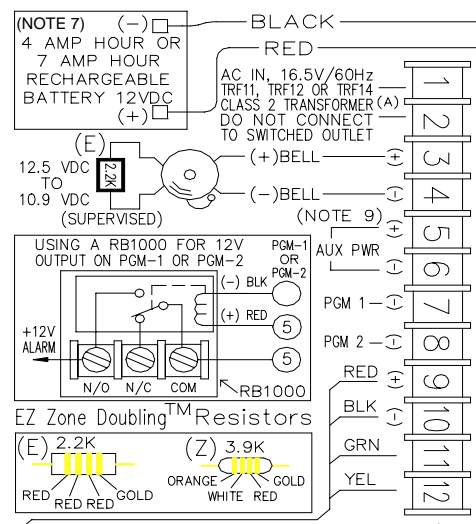 (NOTE 7) (-)
4 AMP HOUR OR
7 AMP HOUR
RECHARGEABLE
BATTERY 12VDC
(+)
BLACK
RED
AC IN, 16.5V/60Hz
TRF11, TRF12 OR TRF14
CLASS 2 TRANSFORMER (A)
DO NOT CONNECT
TO SWITCHED OUTLET
1
2
(E)
2.2K
12.5 VDC
TO
10.9 VDC
(SUPERVISED)
(+)BELL (+) 3
(-)BELL (-) 4
(NOTE 9) (+) 5
AUX PWR
(-) 6
PGM 1 (-) 7
PGM 2 (-) 8
RED (+) 9
BLK (-) 10
GRN 11
YEL 12
USING A RB1000 FOR 12V
OUTPUT ON PGM-1 OR PGM-2
PGM-1
OR
PGM-2
(-) BLK
(+) RED
5
5
+12V
ALARM
N/O N/C COM
RB1000
EZ Zone Doubling™ Resistors
(E) 2.2K
RED RED RED GOLD
(Z) 3.9K
ORANGE WHITE RED GOLD